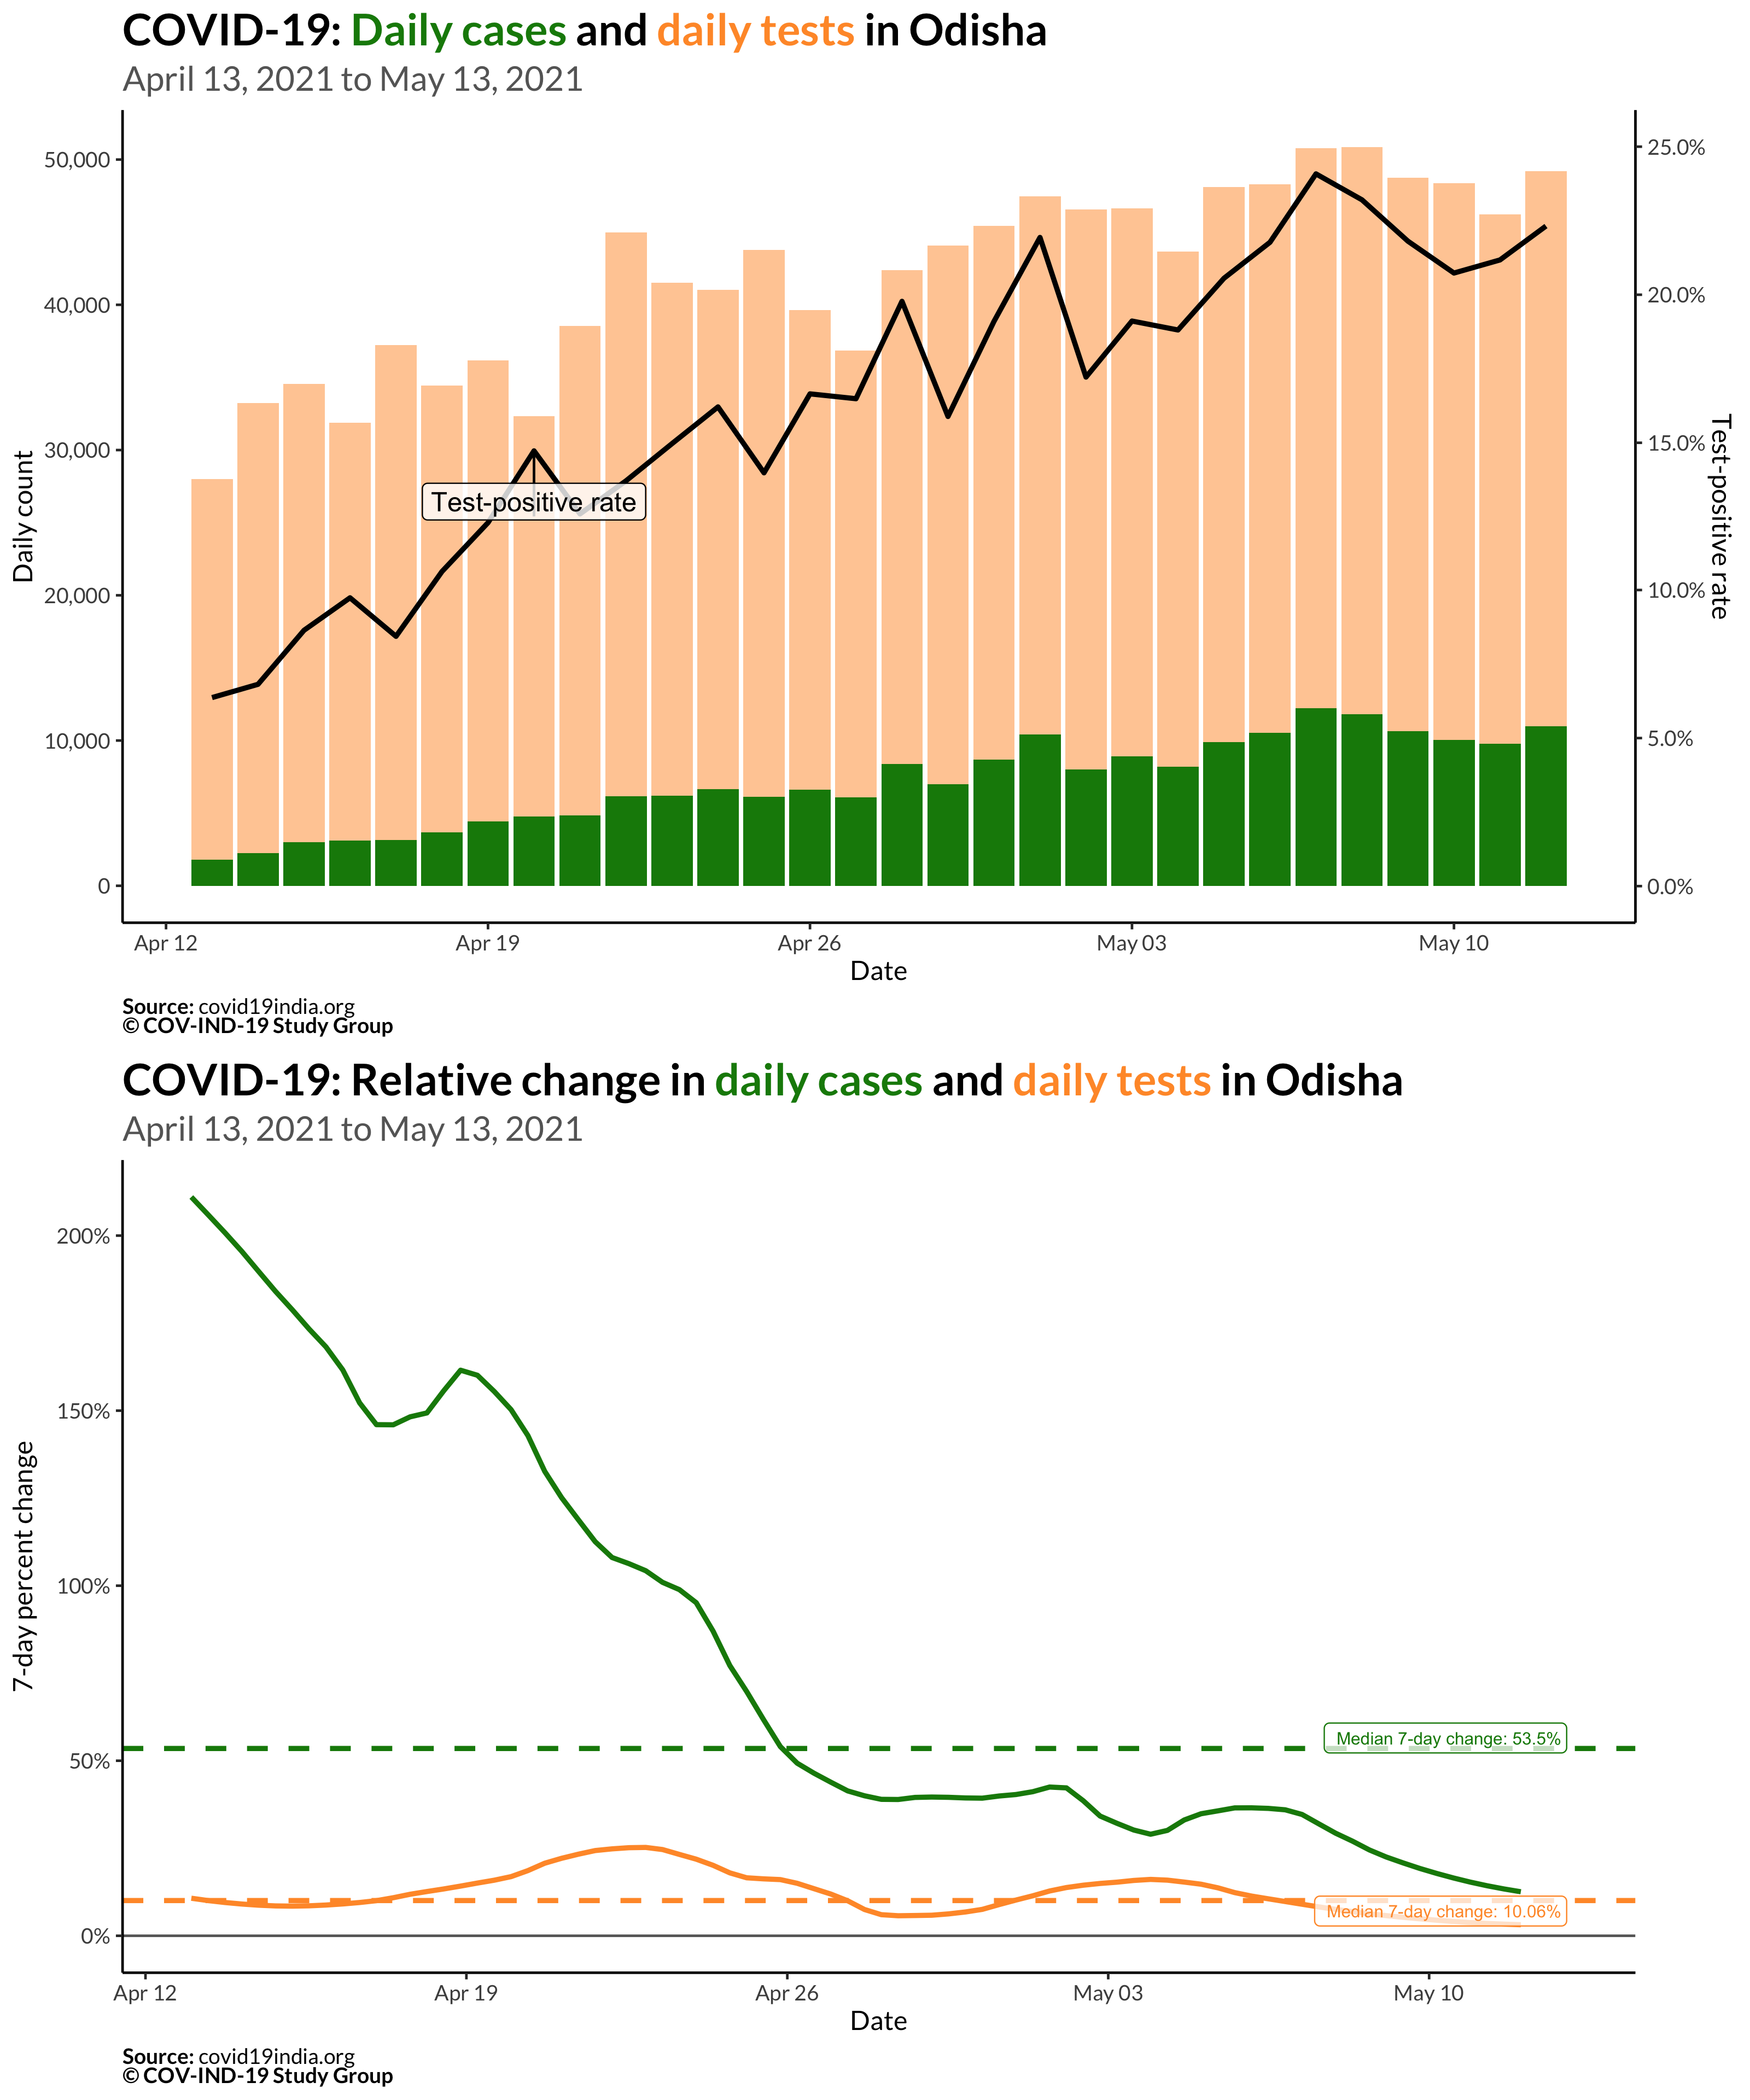 COVID-19: Daily cases and daily tests in Odisha
April 13, 2021 to May 13, 2021
Daily count
50,000
40,000
30,000
20,000
10,000
0
Test-positive rate
25.0%
20.0%
15.0%
10.0%
5.0%
0.0%
Test-positive rate
Apr 12
Apr 19
Apr 26
May 03
May 10
Date
Source: covid19india.org
© COV-IND-19 Study Group
COVID-19: Relative change in daily cases and daily tests in Odisha
April 13, 2021 to May 13, 2021
7-day percent change
200%
150%
100%
50%
0%
Median 7-day change: 53.5%
Median 7-day change: 10.06%
Apr 12
Apr 19
Apr 26
May 03
May 10
Date
Source: covid19india.org
© COV-IND-19 Study Group